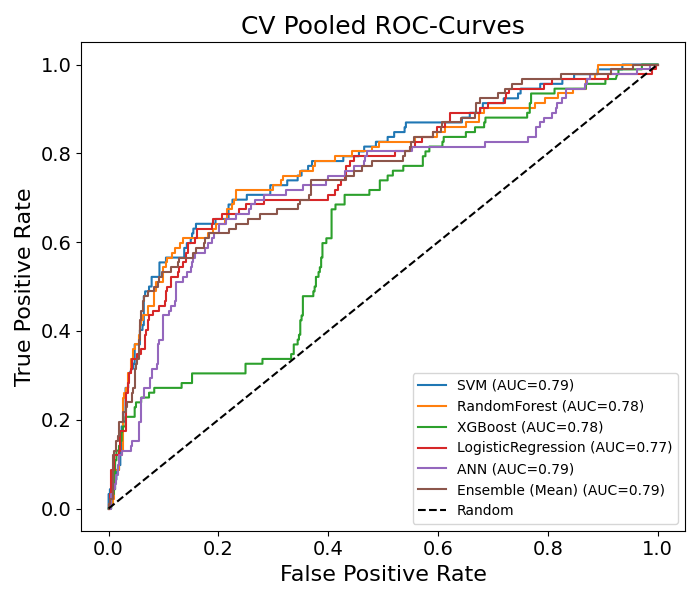 CV Pooled ROC-Curves
True Positive Rate
1.0
0.8
0.6
0.4
0.2
0.0
SVM (AUC=0.79)
RandomForest (AUC=0.78)
XGBoost (AUC=0.78)
LogisticRegression (AUC=0.77)
ANN (AUC=0.79)
Ensemble (Mean) (AUC=0.79)
Random
0.0 0.2 0.4 0.6 0.8 1.0
False Positive Rate